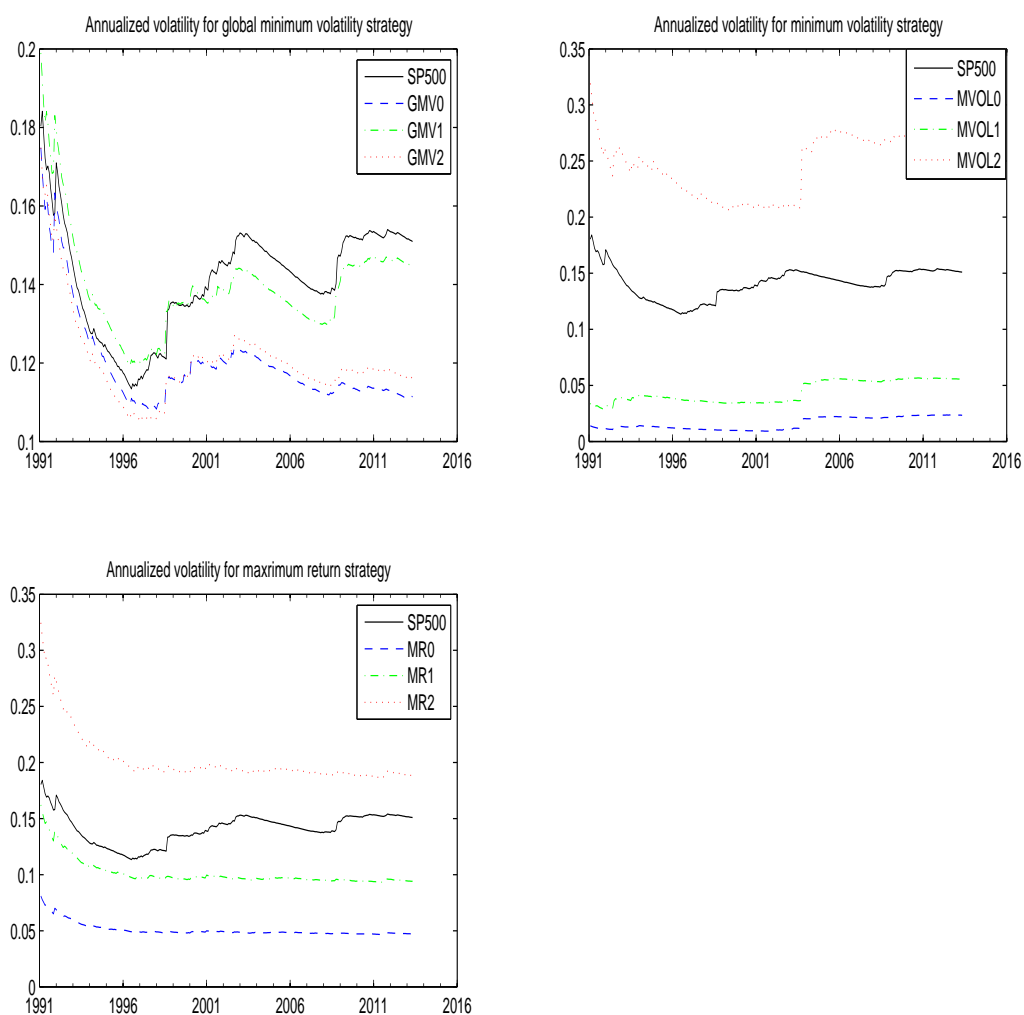 Annualized volatility for global minimum volatility strategy
0.2
0.18
0.16
0.14
0.12
0.1
1991
1996
2001
2006
2011
2016
SP500
GMV0
GMV1
GMV2
Annualized volatility for minimum volatility strategy
0.35
0.3
0.25
0.2
0.15
0.1
0.05
0
1991
1996
2001
2006
2011
2016
SP500
MVOL0
MVOL1
MVOL2
Annualized volatility for maxrimum return strategy
0.35
0.3
0.25
0.2
0.15
0.1
0.05
0
1991
1996
2001
2006
2011
2016
SP500
MR0
MR1
MR2